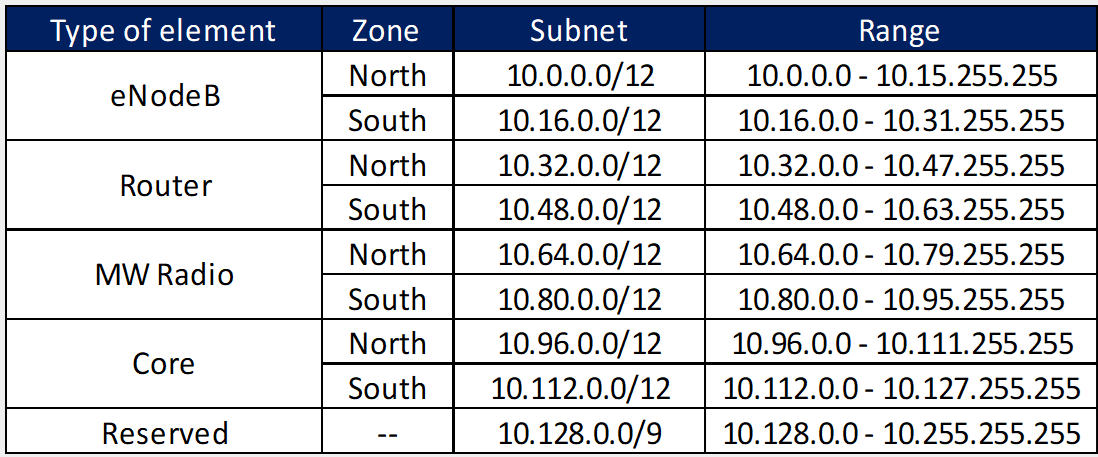 Type of element Zone Subnet Range
eNodeB North 10.0.0.0/12 10.0.0.0 - 10.15.255.255
South 10.16.0.0/12 10.16.0.0 - 10.31.255.255
Router North 10.32.0.0/12 10.32.0.0 - 10.47.255.255
South 10.48.0.0/12 10.48.0.0 - 10.63.255.255
MW Radio North 10.64.0.0/12 10.64.0.0 - 10.79.255.255
South 10.80.0.0/12 10.80.0.0 - 10.95.255.255
Core North 10.96.0.0/12 10.96.0.0 - 10.111.255.255
South 10.112.0.0/12 10.112.0.0 - 10.127.255.255
Reserved -- 10.128.0.0/9 10.128.0.0 - 10.255.255.255